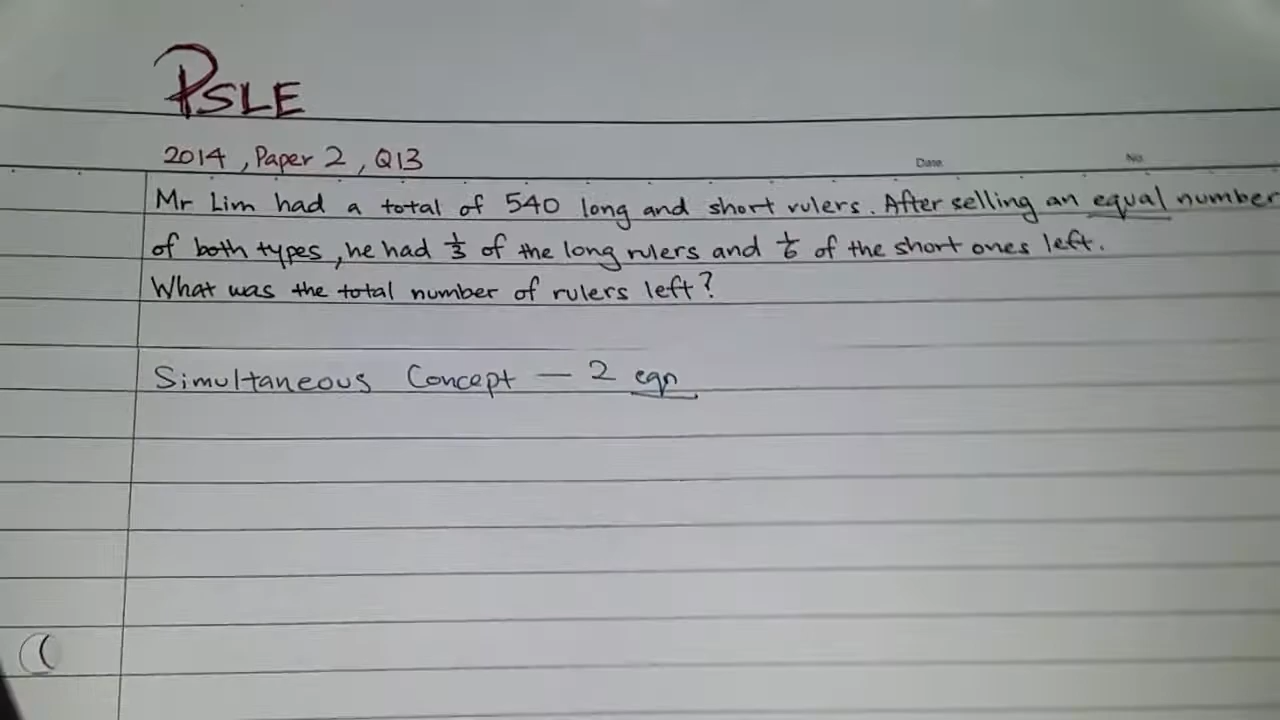 PSLE
2014, Paper 2, Q13
Date No.
Mr Lim had a total of 540 long and short rulers. After selling an equal number
of both types, he had 1/3 of the long rulers and 1/6 of the short ones left.
What was the total number of rulers left?
Simultaneous Concept — 2 eqn